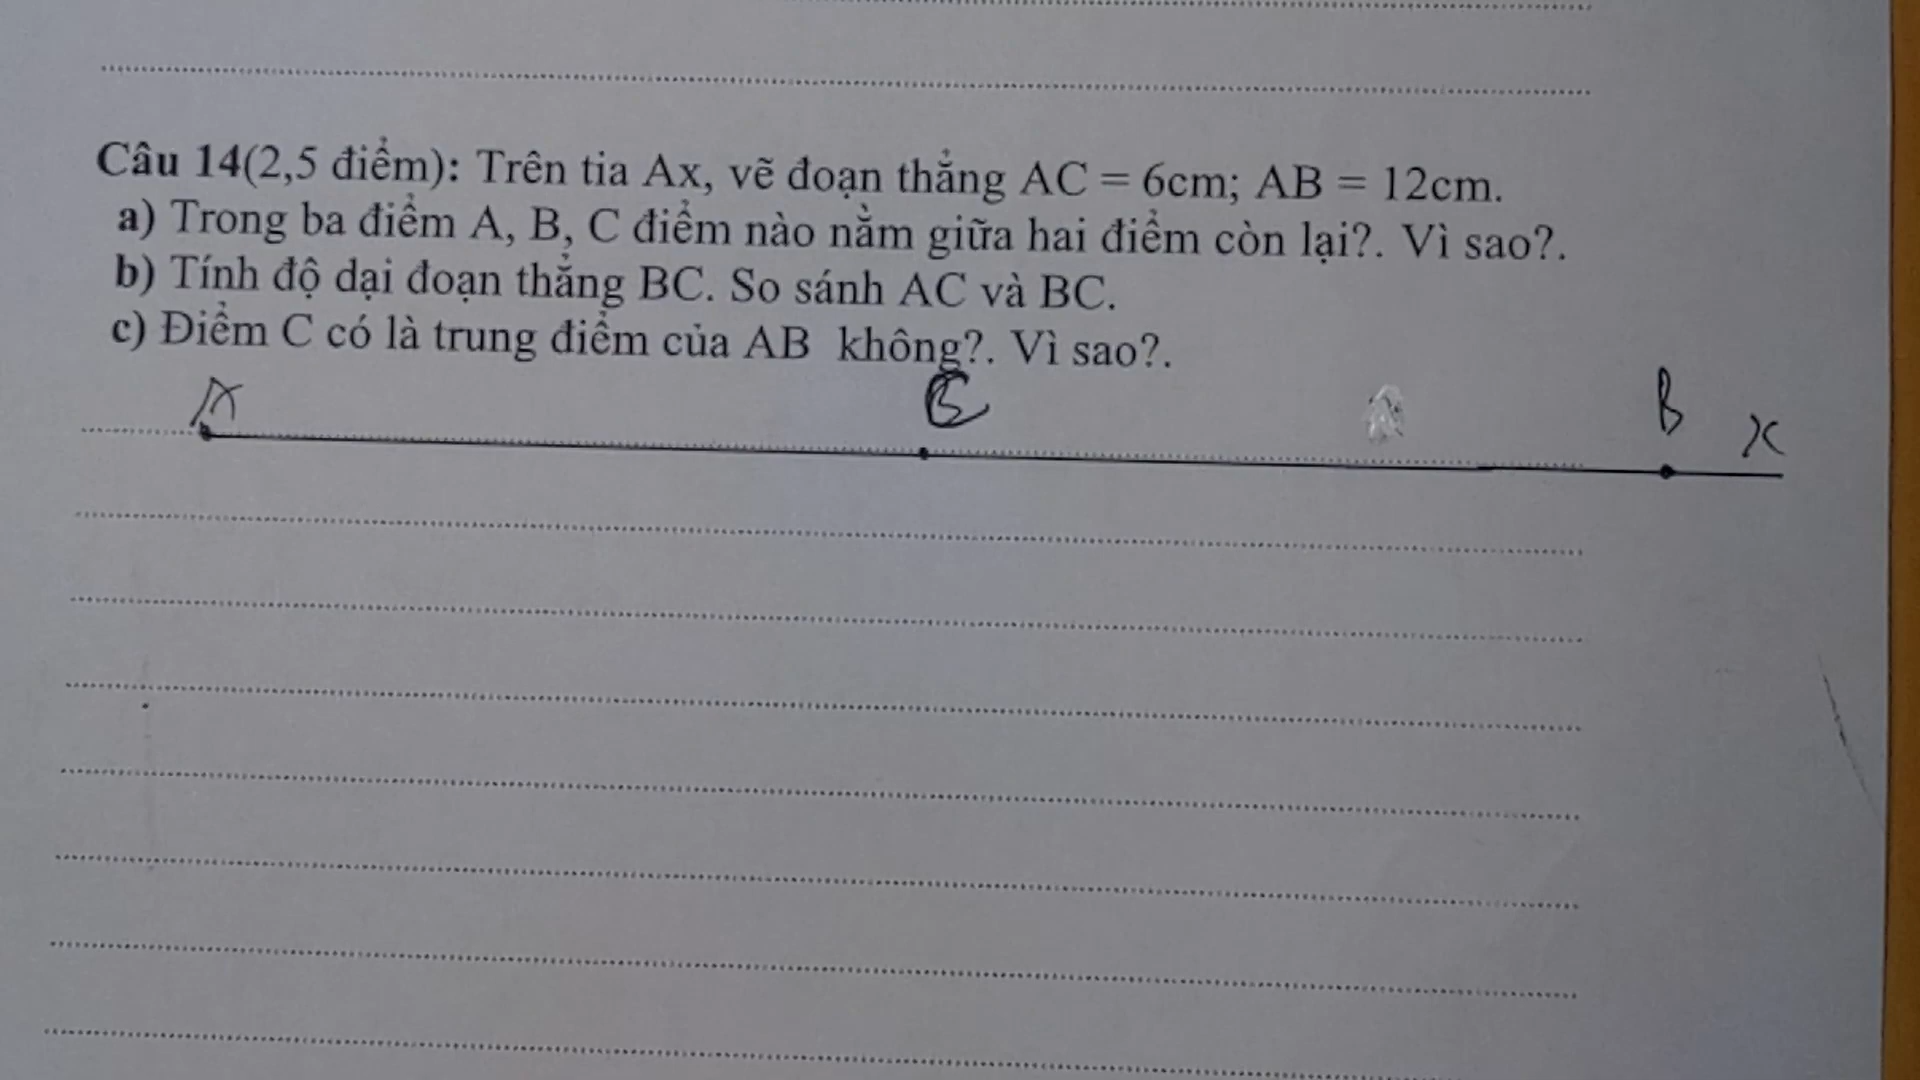 Câu 14(2,5 điểm): Trên tia Ax, vẽ đoạn thẳng AC = 6cm; AB = 12cm.
a) Trong ba điểm A, B, C điểm nào nằm giữa hai điểm còn lại?. Vì sao?.
b) Tính độ dại đoạn thẳng BC. So sánh AC và BC.
c) Điểm C có là trung điểm của AB không?. Vì sao?.
A C B x